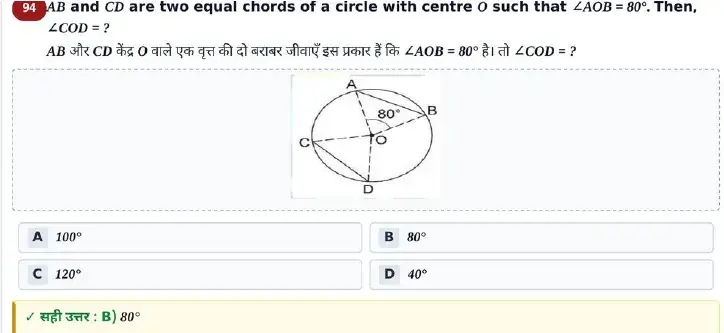 94 AB and CD are two equal chords of a circle with centre O such that ∠AOB = 80°. Then,
∠COD = ?
AB और CD केंद्र O वाले एक वृत्त की दो बराबर जीवाएँ इस प्रकार हैं कि ∠AOB = 80° है। तो ∠COD = ?
A
80°
B
C
O
D
A 100°
B 80°
C 120°
D 40°
✓ सही उत्तर : B) 80°